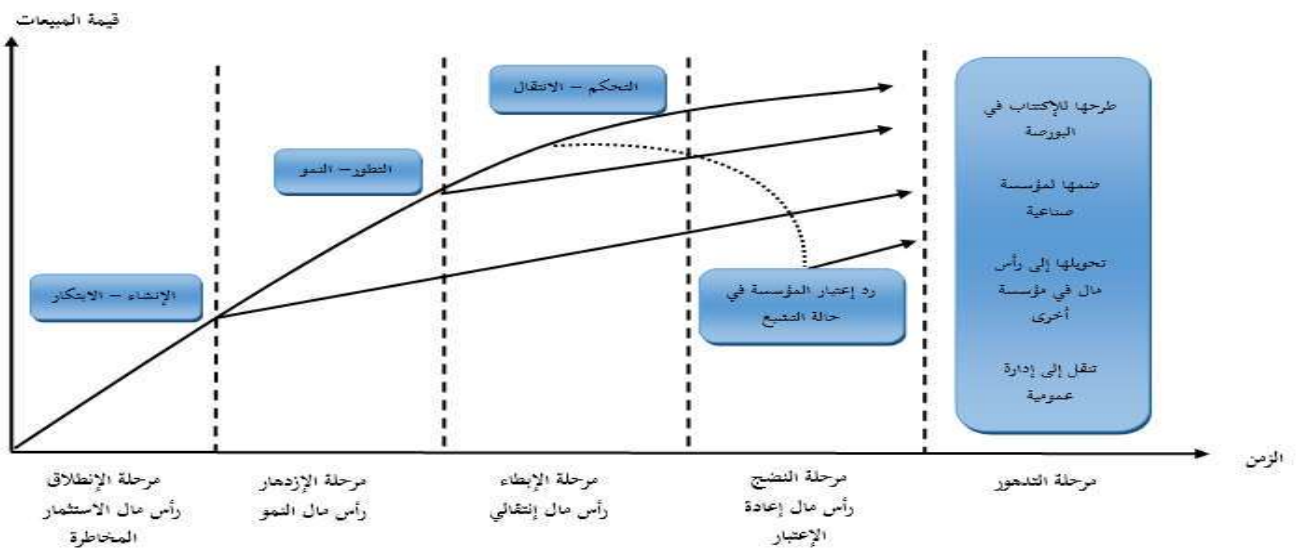 قيمة المبيعات
التحكم – الانتقال
التطور – النمو
الإنشاء – الابتكار
رد إعتبار المؤسسة في
حالة التشبع
طرحها للإكتتاب في
البورصة
ضمها لمؤسسة
صناعية
تحويلها إلى رأس
مال في مؤسسة
أخرى
تنقل إلى إدارة
عمومية
الزمن
مرحلة الإنطلاق
رأس مال الاستثمار
المخاطرة
مرحلة الإزدهار
رأس مال النمو
مرحلة الإبطاء
رأس مال إنتقالي
مرحلة النضج
رأس مال إعادة
الإعتبار
مرحلة التدهور